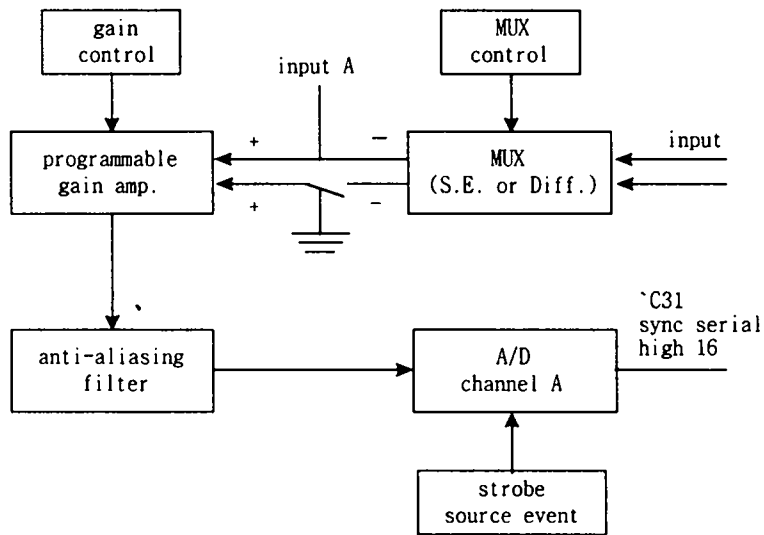 gain
control
MUX
control
input A
+
−
programmable
gain amp.
MUX
(S.E. or Diff.)
input
+
−
`C31
sync serial
high 16
anti-aliasing
filter
A/D
channel A
strobe
source event